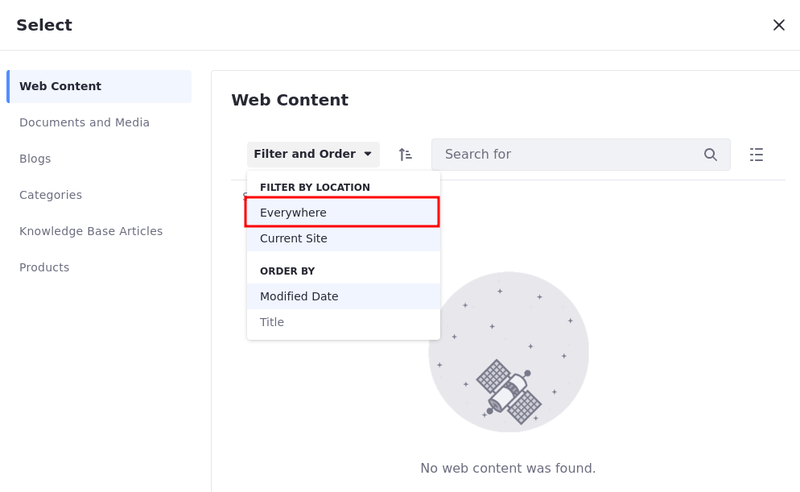 Select
Web Content
Documents and Media
Blogs
Categories
Knowledge Base Articles
Products
Web Content
Filter and Order
Search for
FILTER BY LOCATION
Everywhere
Current Site
ORDER BY
Modified Date
Title
No web content was found.